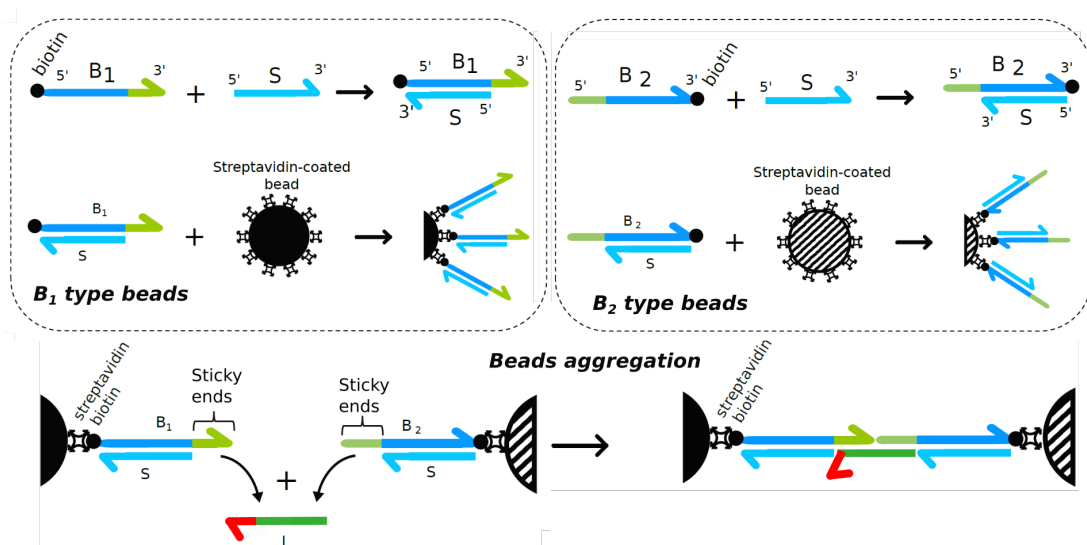 biotin
5'
B1
3'
+
5'
S
3'
5'
B1
3'
3'
S
5'
Streptavidin-coated
bead
B1
S
+
B1 type beads
5'
B 2
biotin
+
5'
S
3'
5'
B 2
3'
3'
S
5'
Streptavidin-coated
bead
B 2
S
+
B2 type beads
Beads aggregation
streptavidin
biotin
B1
S
Sticky
ends
Sticky
ends
B 2
S
+
streptavidin
biotin